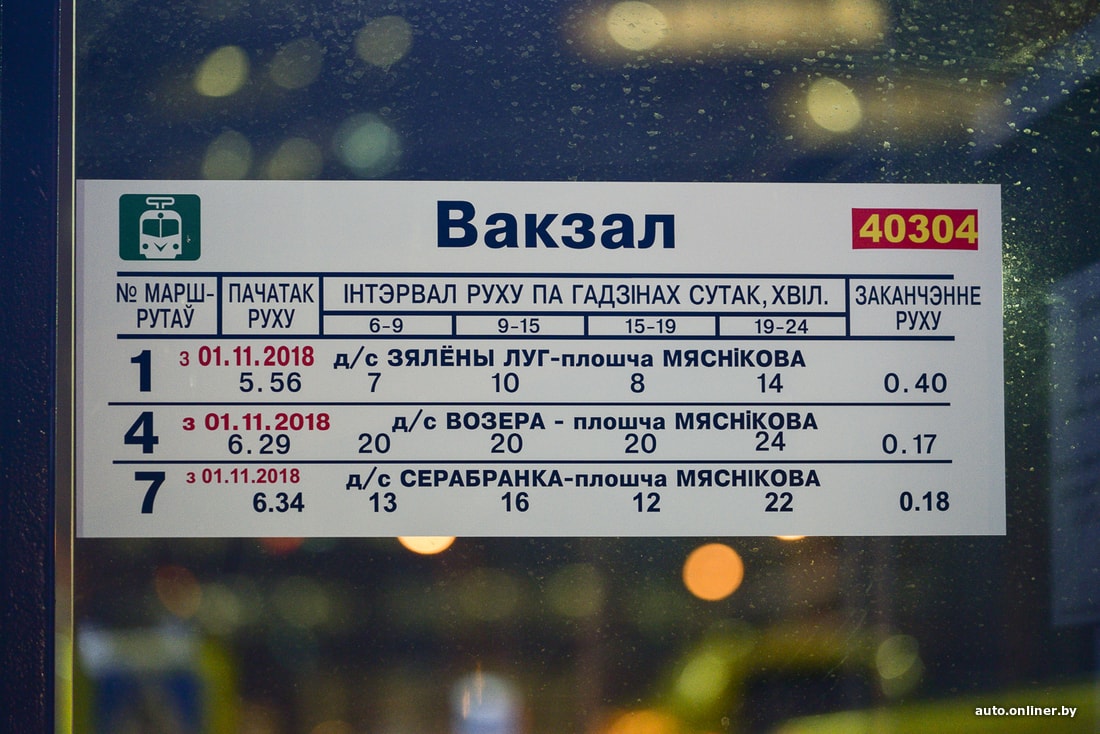 Вакзал 40304
№ МАРШ-РУТАЎ ПАЧАТАК РУХУ ІНТЭРВАЛ РУХУ ПА ГАДЗІНАХ СУТАК, ХВІЛ. ЗАКАНЧЭННЕ РУХУ
6-9 9-15 15-19 19-24
1 з 01.11.2018 д/с ЗЯЛЁНЫ ЛУГ-плошча МЯСНіКОВА
5.56 7 10 8 14 0.40
4 з 01.11.2018 д/с ВОЗЕРА - плошча МЯСНіКОВА
6.29 20 20 20 24 0.17
7 з 01.11.2018 д/с СЕРАБРАНКА-плошча МЯСНІКОВА
6.34 13 16 12 22 0.18
auto.onliner.by